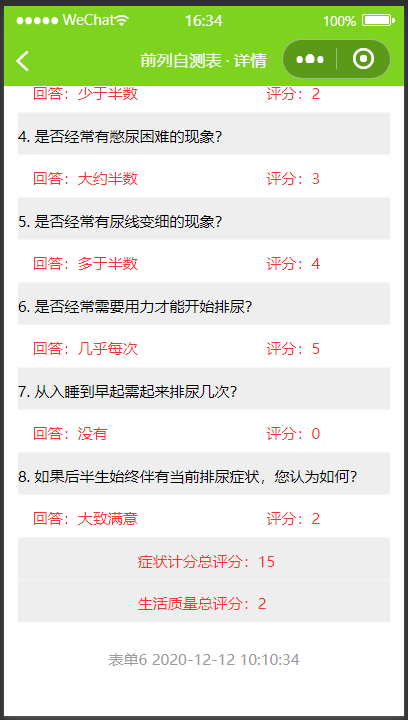 WeChat 16:34 100%
前列自测表 · 详情
回答：少于半数 评分：2
4. 是否经常有憋尿困难的现象？
回答：大约半数 评分：3
5. 是否经常有尿线变细的现象？
回答：多于半数 评分：4
6. 是否经常需要用力才能开始排尿？
回答：几乎每次 评分：5
7. 从入睡到早起需起来排尿几次？
回答：没有 评分：0
8. 如果后半生始终伴有当前排尿症状，您认为如何？
回答：大致满意 评分：2
症状计分总评分：15
生活质量总评分：2
表单6 2020-12-12 10:10:34